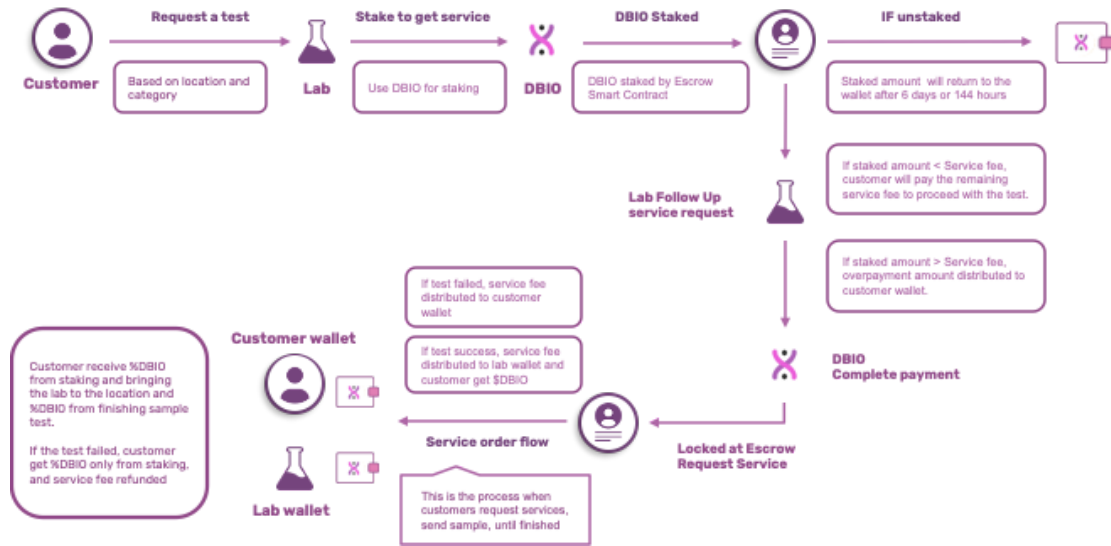 Request a test
Stake to get service
DBIO Staked
IF unstaked
Customer
Based on location and
category
Lab
Use DBIO for staking
DBIO
DBIO staked by Escrow
Smart Contract
Staked amount will return to the
wallet after 6 days or 144 hours
If staked amount < Service fee,
customer will pay the remaining
service fee to proceed with the test.
Lab Follow Up
service request
If staked amount > Service fee,
overpayment amount distributed to
customer wallet.
If test failed, service fee
distributed to customer
wallet
Customer wallet
If test success, service fee
distributed to lab wallet and
customer get $DBIO
DBIO
Complete payment
Customer receive %DBIO
from staking and bringing
the lab to the location and
%DBIO from finishing sample
test.
If the test failed, customer
get %DBIO only from staking,
and service fee refunded
Service order flow
Locked at Escrow
Request Service
Lab wallet
This is the process when
customers request services,
send sample, until finished